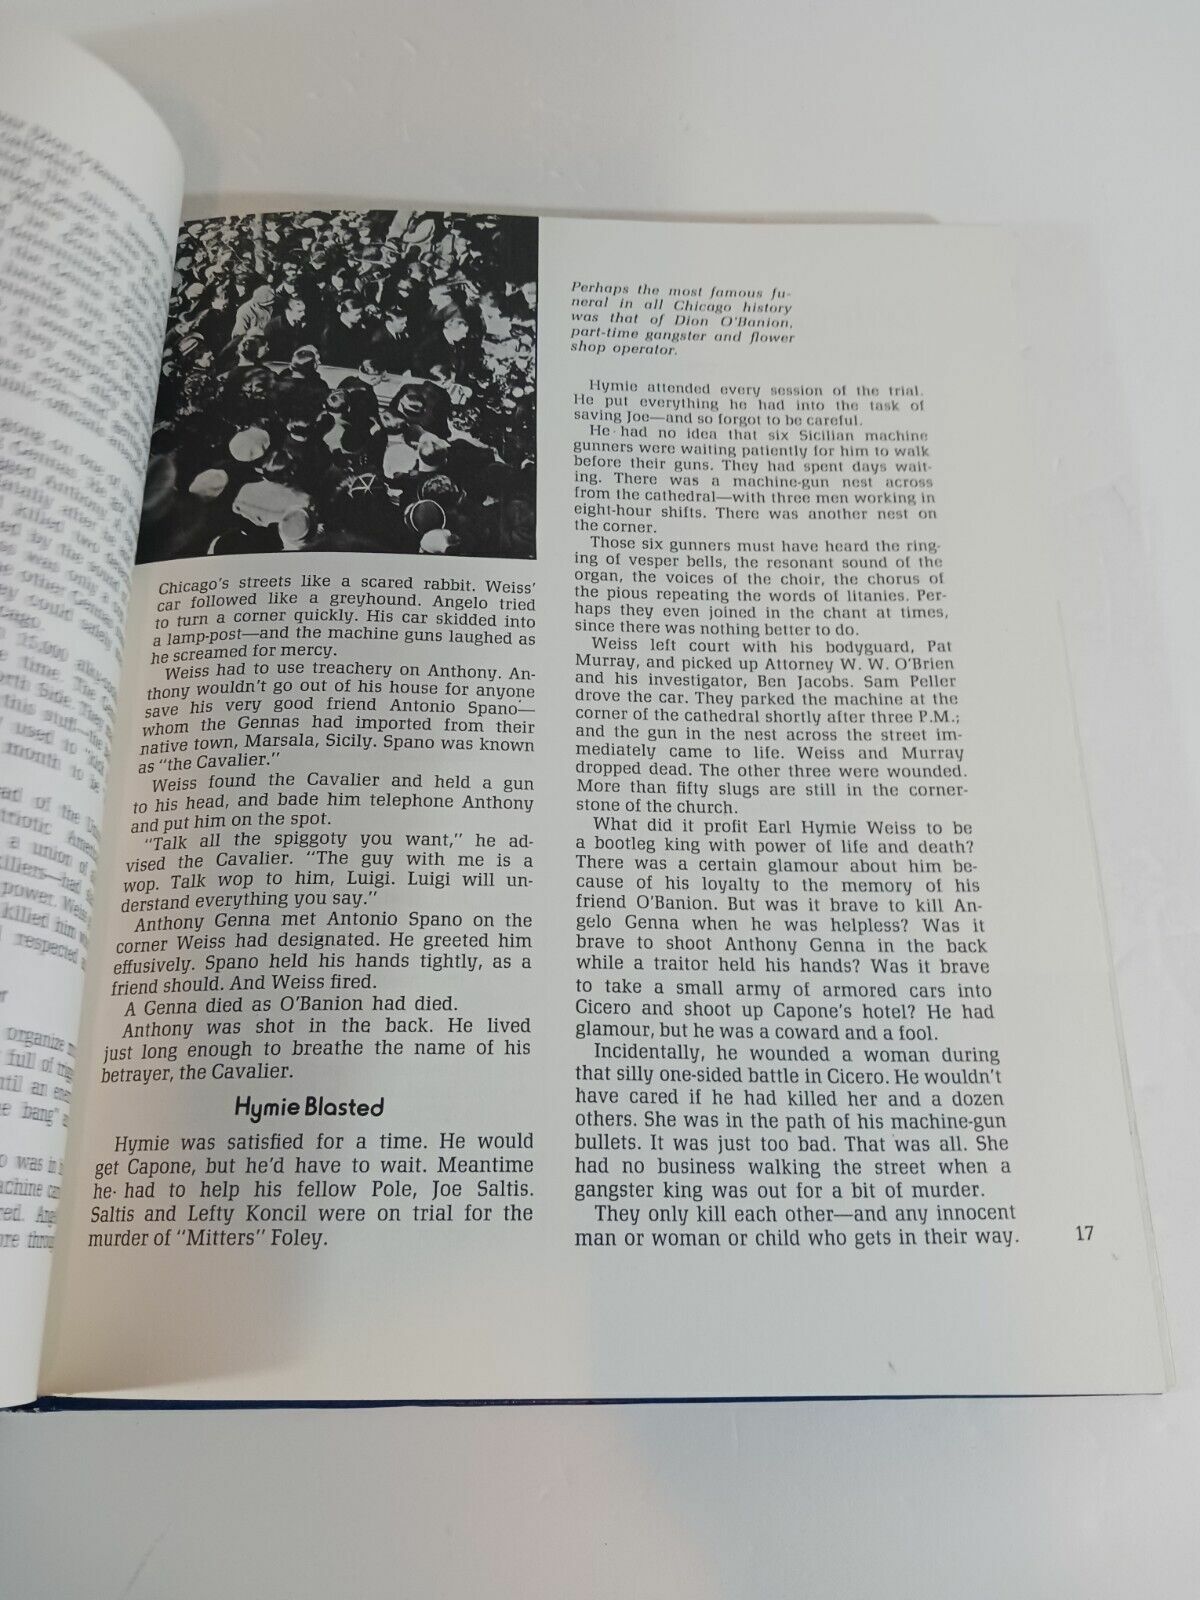 Chicago's streets like a scared rabbit. Weiss'
car followed like a greyhound. Angelo tried
to turn a corner quickly. His car skidded into
a lamp-post—and the machine guns laughed as
he screamed for mercy.
Weiss had to use treachery on Anthony. An-
thony wouldn't go out of his house for anyone
save his very good friend Antonio Spano—
whom the Gennas had imported from their
native town, Marsala, Sicily. Spano was known
as "the Cavalier."
Weiss found the Cavalier and held a gun
to his head, and bade him telephone Anthony
and put him on the spot.
"Talk all the spiggoty you want," he ad-
vised the Cavalier. "The guy with me is a
wop. Talk wop to him, Luigi. Luigi will un-
derstand everything you say."
Anthony Genna met Antonio Spano on the
corner Weiss had designated. He greeted him
effusively. Spano held his hands tightly, as a
friend should. And Weiss fired.
A Genna died as O'Banion had died.
Anthony was shot in the back. He lived
just long enough to breathe the name of his
betrayer, the Cavalier.
Hymie Blasted
Hymie was satisfied for a time. He would
get Capone, but he'd have to wait. Meantime
he had to help his fellow Pole, Joe Saltis.
Saltis and Lefty Koncil were on trial for the
murder of "Mitters" Foley.
Perhaps the most famous fu-
neral in all Chicago history
was that of Dion O'Banion,
part-time gangster and flower
shop operator.
Hymie attended every session of the trial.
He put everything he had into the task of
saving Joe—and so forgot to be careful.
He had no idea that six Sicilian machine
gunners were waiting patiently for him to walk
before their guns. They had spent days wait-
ing. There was a machine-gun nest across
from the cathedral—with three men working in
eight-hour shifts. There was another nest on
the corner.
Those six gunners must have heard the ring-
ing of vesper bells, the resonant sound of the
organ, the voices of the choir, the chorus of
the pious repeating the words of litanies. Per-
haps they even joined in the chant at times,
since there was nothing better to do.
Weiss left court with his bodyguard, Pat
Murray, and picked up Attorney W. W. O'Brien
and his investigator, Ben Jacobs. Sam Peller
drove the car. They parked the machine at the
corner of the cathedral shortly after three P.M.;
and the gun in the nest across the street im-
mediately came to life. Weiss and Murray
dropped dead. The other three were wounded.
More than fifty slugs are still in the corner-
stone of the church.
What did it profit Earl Hymie Weiss to be
a bootleg king with power of life and death?
There was a certain glamour about him be-
cause of his loyalty to the memory of his
friend O'Banion. But was it brave to kill An-
gelo Genna when he was helpless? Was it
brave to shoot Anthony Genna in the back
while a traitor held his hands? Was it brave
to take a small army of armored cars into
Cicero and shoot up Capone's hotel? He had
glamour, but he was a coward and a fool.
Incidentally, he wounded a woman during
that silly one-sided battle in Cicero. He wouldn't
have cared if he had killed her and a dozen
others. She was in the path of his machine-gun
bullets. It was just too bad. That was all. She
had no business walking the street when a
gangster king was out for a bit of murder.
They only kill each other—and any innocent
man or woman or child who gets in their way.
17